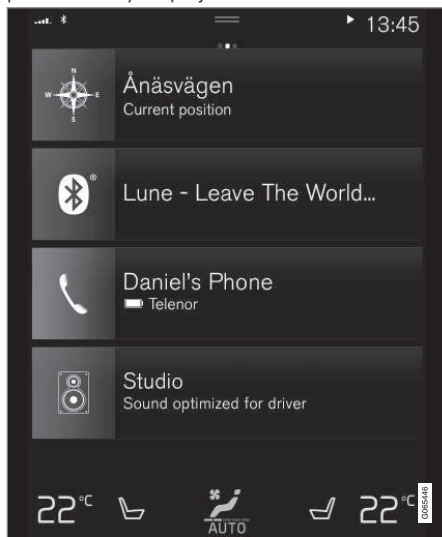 13:45
N
W
E
S
Ånäsvägen
Current position
Lune - Leave The World...
Daniel's Phone
Telenor
Studio
Sound optimized for driver
22°C
AUTO
22°C
G065446